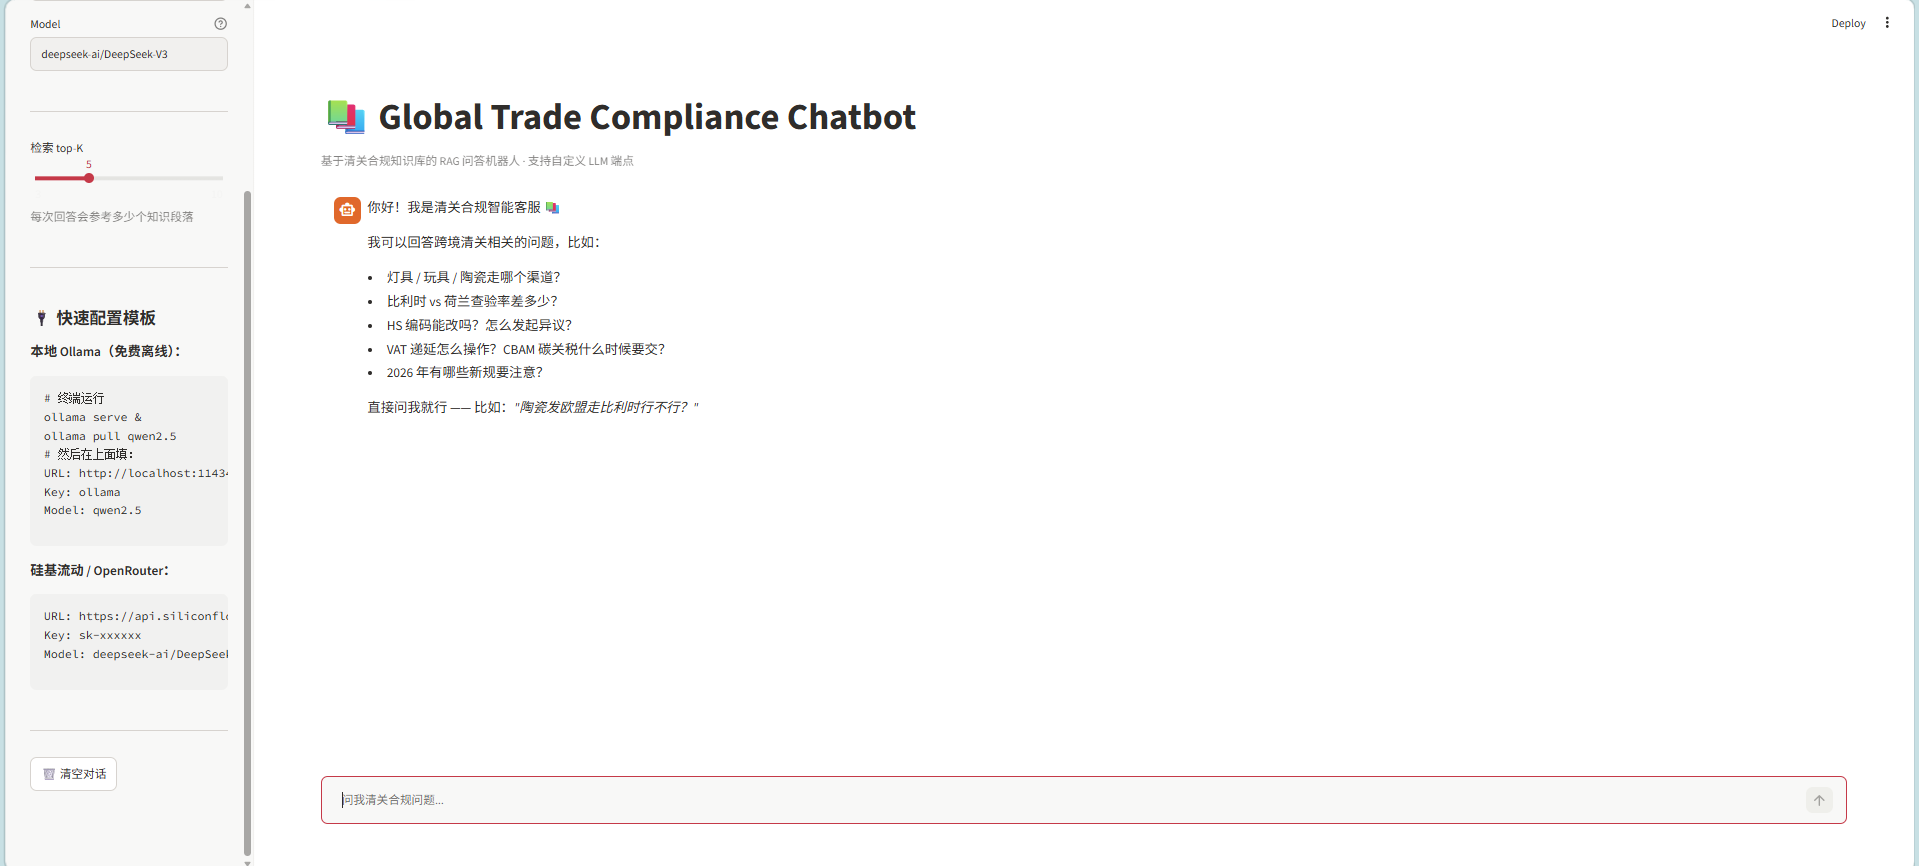 Model
deepseek-ai/DeepSeek-V3
检索 top-K
5
每次回答会参考多少个知识段落
快速配置模板
本地 Ollama（免费离线）：
# 终端运行
ollama serve &
ollama pull qwen2.5
# 然后在上面填：
URL: http://localhost:11434
Key: ollama
Model: qwen2.5
硅基流动 / OpenRouter：
URL: https://api.siliconflo
Key: sk-xxxxxx
Model: deepseek-ai/DeepSeek
清空对话
Deploy
Global Trade Compliance Chatbot
基于清关合规知识库的 RAG 问答机器人 · 支持自定义 LLM 端点
你好！我是清关合规智能客服
我可以回答跨境清关相关的问题，比如：
• 灯具 / 玩具 / 陶瓷走哪个渠道？
• 比利时 vs 荷兰查验率差多少？
• HS 编码能改吗？怎么发起异议？
• VAT 递延怎么操作？CBAM 碳关税什么时候要交？
• 2026 年有哪些新规要注意？
直接问我就行 —— 比如："陶瓷发欧盟走比利时行不行？"
问我清关合规问题...